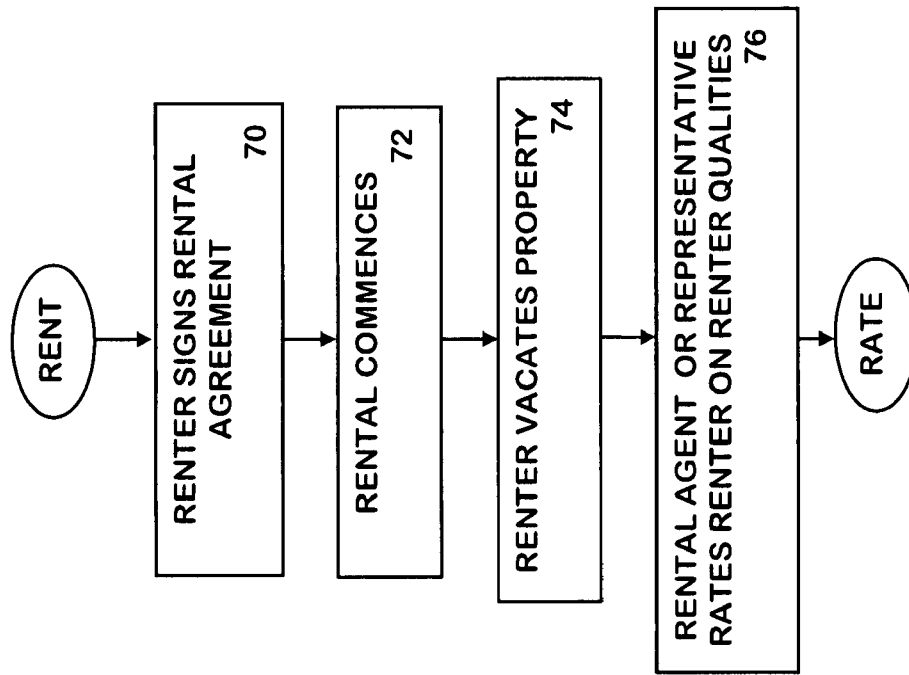 RENT
RENTER SIGNS RENTAL
AGREEMENT
70
RENTAL COMMENCES
72
RENTER VACATES PROPERTY
74
RENTAL AGENT OR REPRESENTATIVE
RATES RENTER ON RENTER QUALITIES
76
RATE